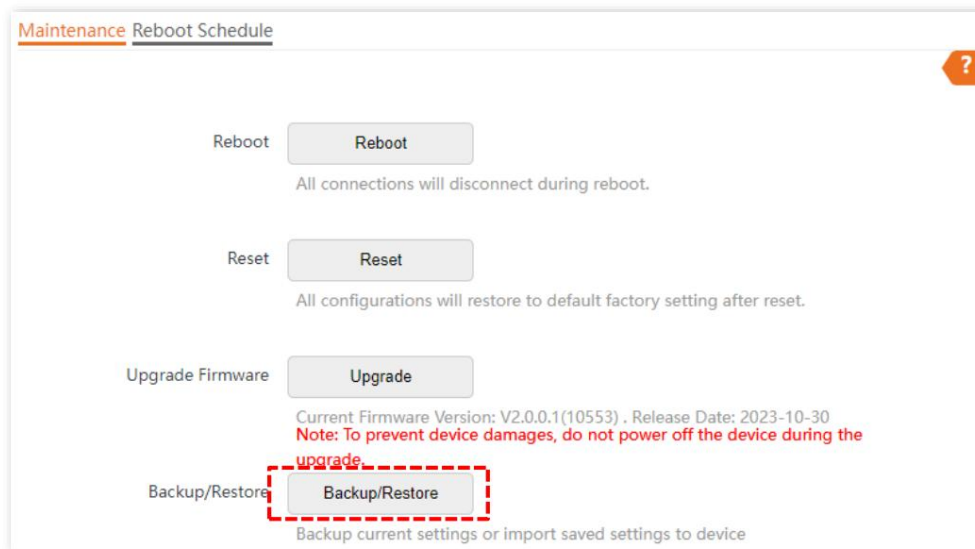 Maintenance Reboot Schedule
?
Reboot Reboot
All connections will disconnect during reboot.
Reset Reset
All configurations will restore to default factory setting after reset.
Upgrade Firmware Upgrade
Current Firmware Version: V2.0.0.1(10553) . Release Date: 2023-10-30
Note: To prevent device damages, do not power off the device during the
upgrade.
Backup/Restore Backup/Restore
Backup current settings or import saved settings to device